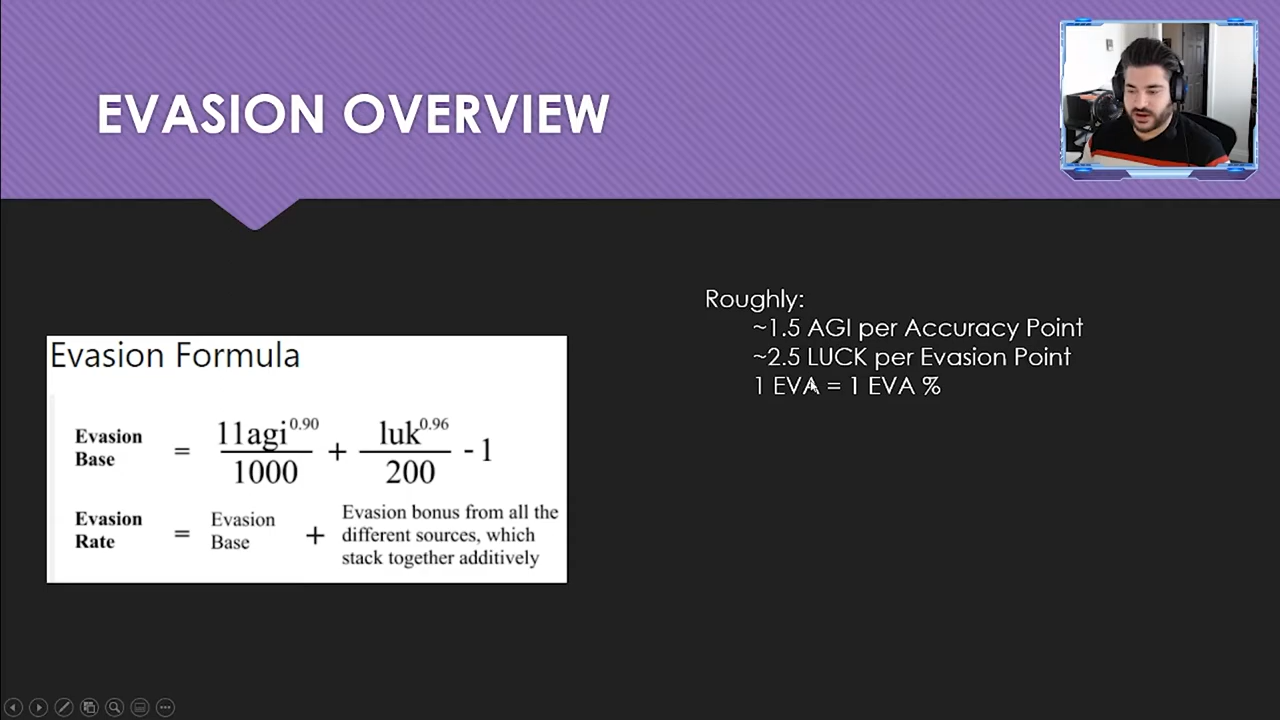 EVASION OVERVIEW
Roughly:
~1.5 AGI per Accuracy Point
~2.5 LUCK per Evasion Point
1 EVA = 1 EVA %
Evasion Formula
Evasion Base = 11agi^0.90 / 1000 + luk^0.96 / 200 - 1
Evasion Rate = Evasion Base + Evasion bonus from all the
different sources, which
stack together additively